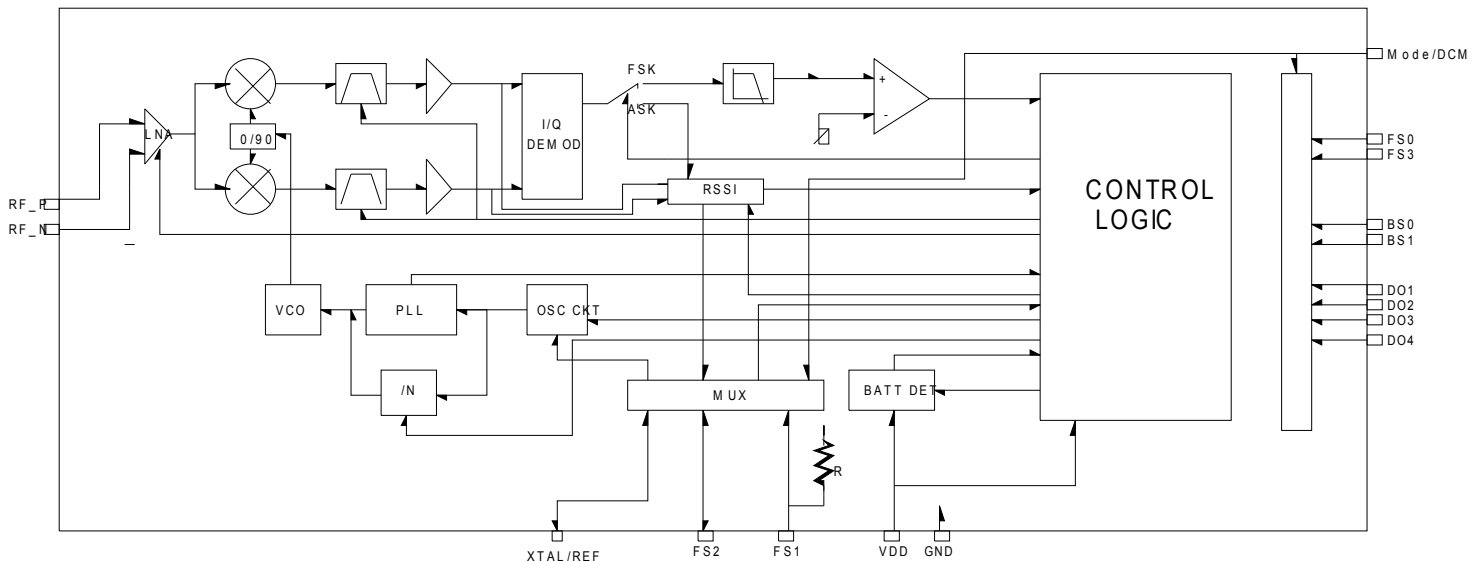 Mode/DCM
FSK
ASK
+
-
LNA
0/90
I/Q
DEMOD
FS0
FS3
RSSI
CONTROL
LOGIC
RF_P
RF_N
BS0
BS1
VCO
PLL
OSC CKT
DO1
DO2
DO3
DO4
/N
MUX
BATT DET
R
XTAL/REF
FS2
FS1
VDD
GND